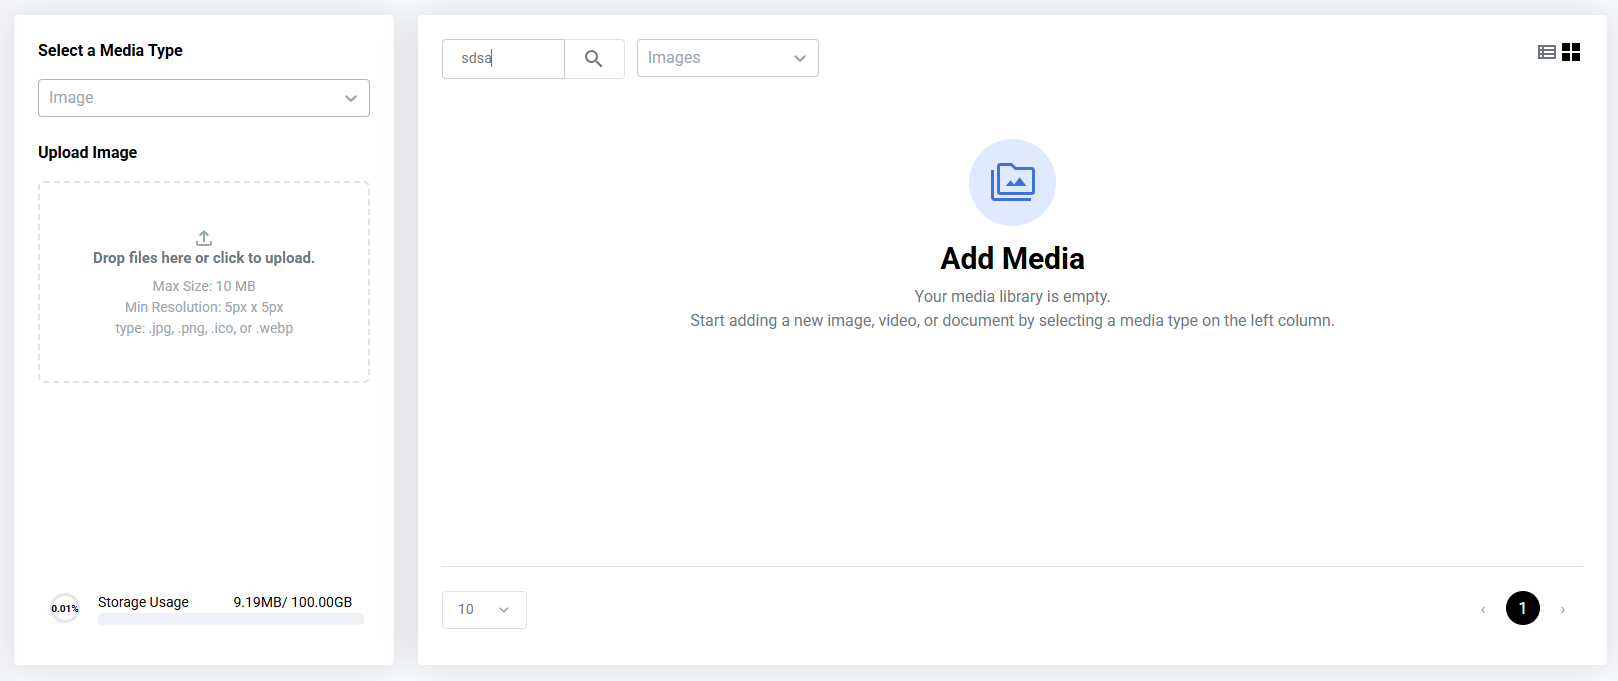 Select a Media Type
Image
Upload Image
Drop files here or click to upload.
Max Size: 10 MB
Min Resolution: 5px x 5px
type: .jpg, .png, .ico, or .webp
0.01%
Storage Usage 9.19MB/ 100.00GB
sdsa
Images
Add Media
Your media library is empty.
Start adding a new image, video, or document by selecting a media type on the left column.
10
‹ 1 ›